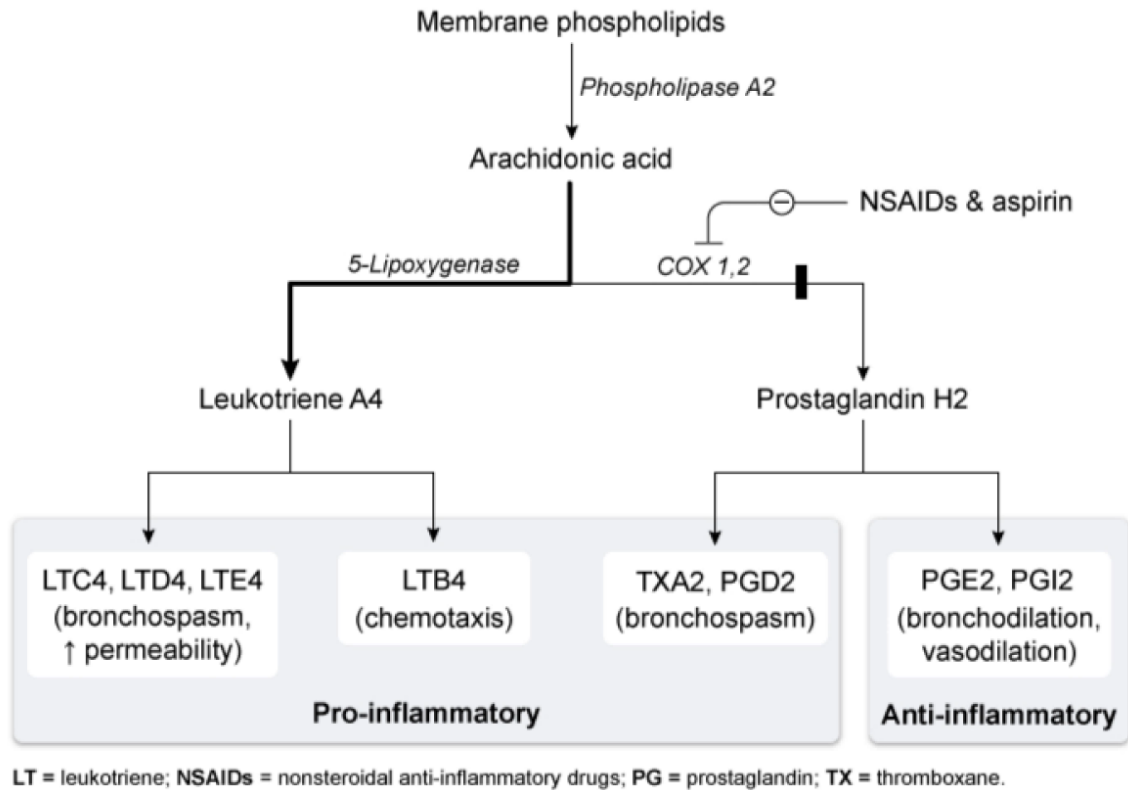 Membrane phospholipids
Phospholipase A2
Arachidonic acid
NSAIDs & aspirin
5-Lipoxygenase
COX 1,2
Leukotriene A4
Prostaglandin H2
LTC4, LTD4, LTE4
(bronchospasm,
↑ permeability)
LTB4
(chemotaxis)
TXA2, PGD2
(bronchospasm)
PGE2, PGI2
(bronchodilation,
vasodilation)
Pro-inflammatory
Anti-inflammatory
LT = leukotriene; NSAIDs = nonsteroidal anti-inflammatory drugs; PG = prostaglandin; TX = thromboxane.